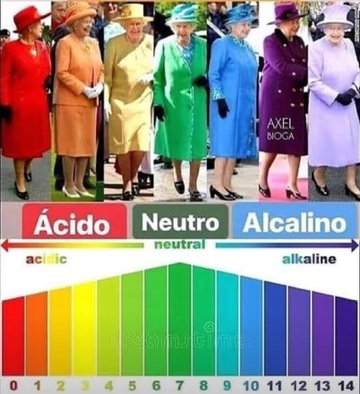 AXEL
BIOGA
Ácido Neutro Alcalino
neutral
acidic alkaline
dreamstime
0 1 2 3 4 5 6 7 8 9 10 11 12 13 14